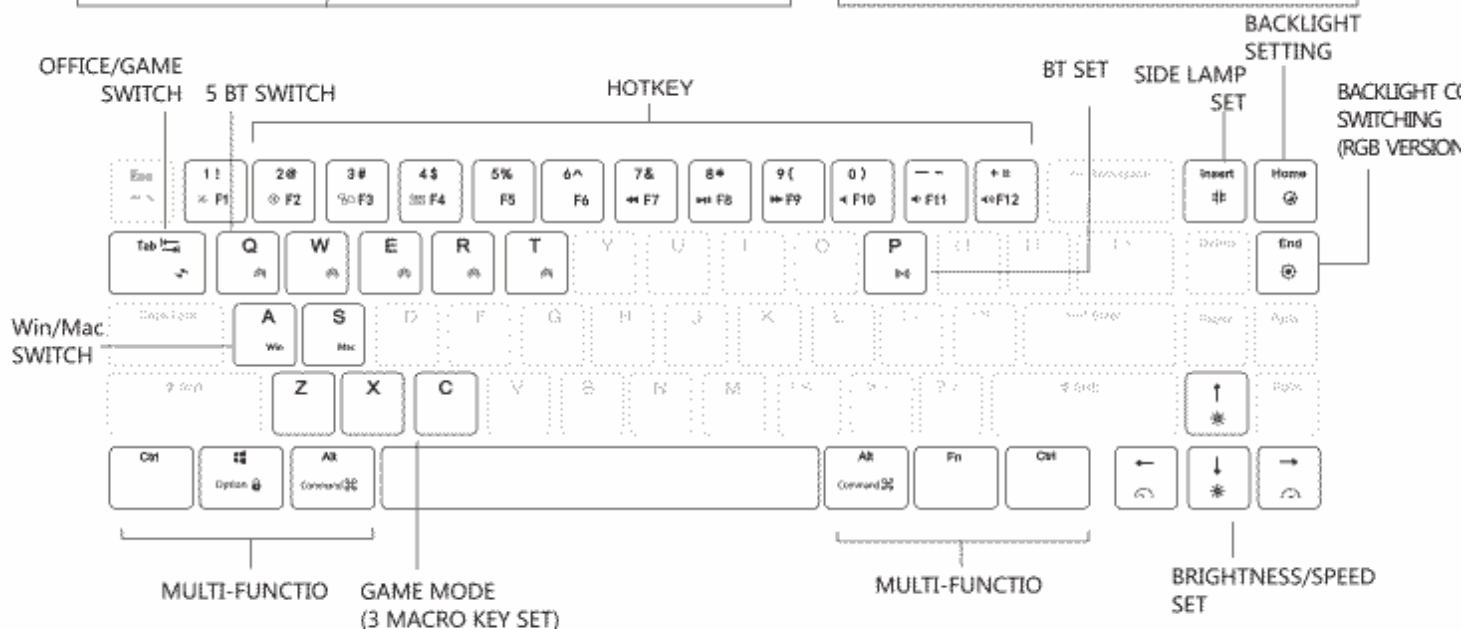 BACKLIGHT
SETTING
OFFICE/GAME
SWITCH
5 BT SWITCH
HOTKEY
BT SET
SIDE LAMP
SET
BACKLIGHT CO
SWITCHING
(RGB VERSION
Esc
1 ! F1
2 @ F2
3 # F3
4 $ F4
5 % F5
6 ^ F6
7 & F7
8 * F8
9 ( F9
0 ) F10
F11
F12
Insert
Home
Tab
Q
W
E
R
T
Y
U
I
O
P
End
Win/Mac
SWITCH
A
Win
S
Mac
D
F
G
H
J
K
L
Z
X
C
V
B
N
M
↑
Ctrl
Option
Alt
Command ⌘
Alt
Command ⌘
Fn
Ctrl
←
↓
→
MULTI-FUNCTIO
GAME MODE
(3 MACRO KEY SET)
MULTI-FUNCTIO
BRIGHTNESS/SPEED
SET